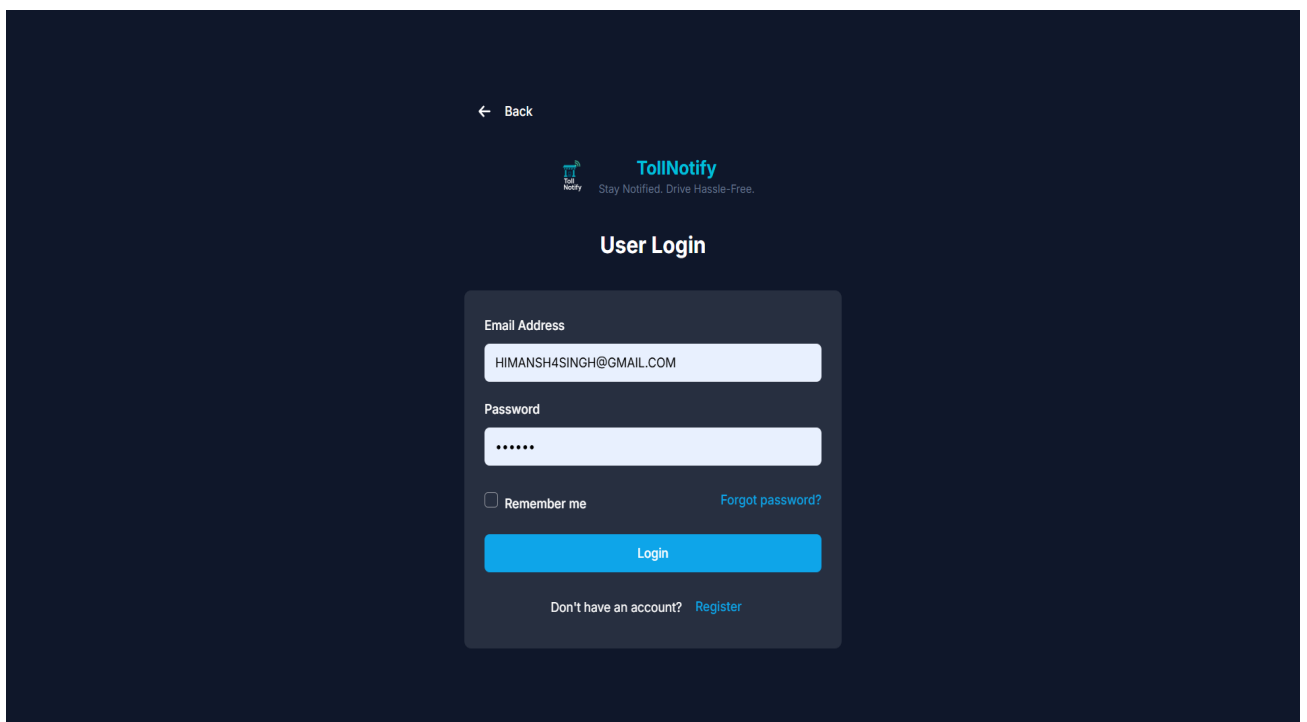 ← Back
Toll
Notify
TollNotify
Stay Notified. Drive Hassle-Free.
User Login
Email Address
HIMANSH4SINGH@GMAIL.COM
Password
••••••
Remember me Forgot password?
Login
Don't have an account? Register